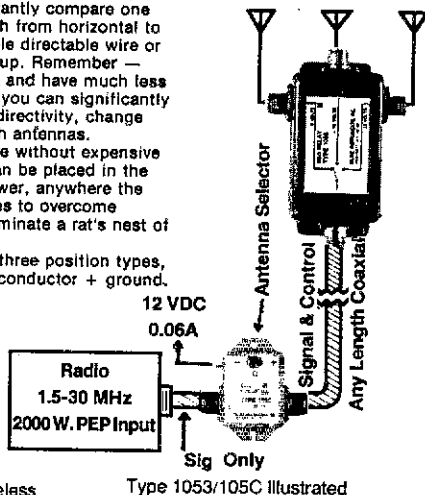 antly compare one
h from horizontal to
le directable wire or
up. Remember —
and have much less
you can significantly
directivity, change
h antennas.
e without expensive
an be placed in the
wer, anywhere the
es to overcome
minate a rat's nest of
three position types,
conductor + ground.
Antenna Selector
Signal & Control
Any Length Coaxial
12 VDC
0.06A
Radio
1.5-30 MHz
2000 W. PEP Input
Sig Only
eless
Type 1053/105C Illustrated